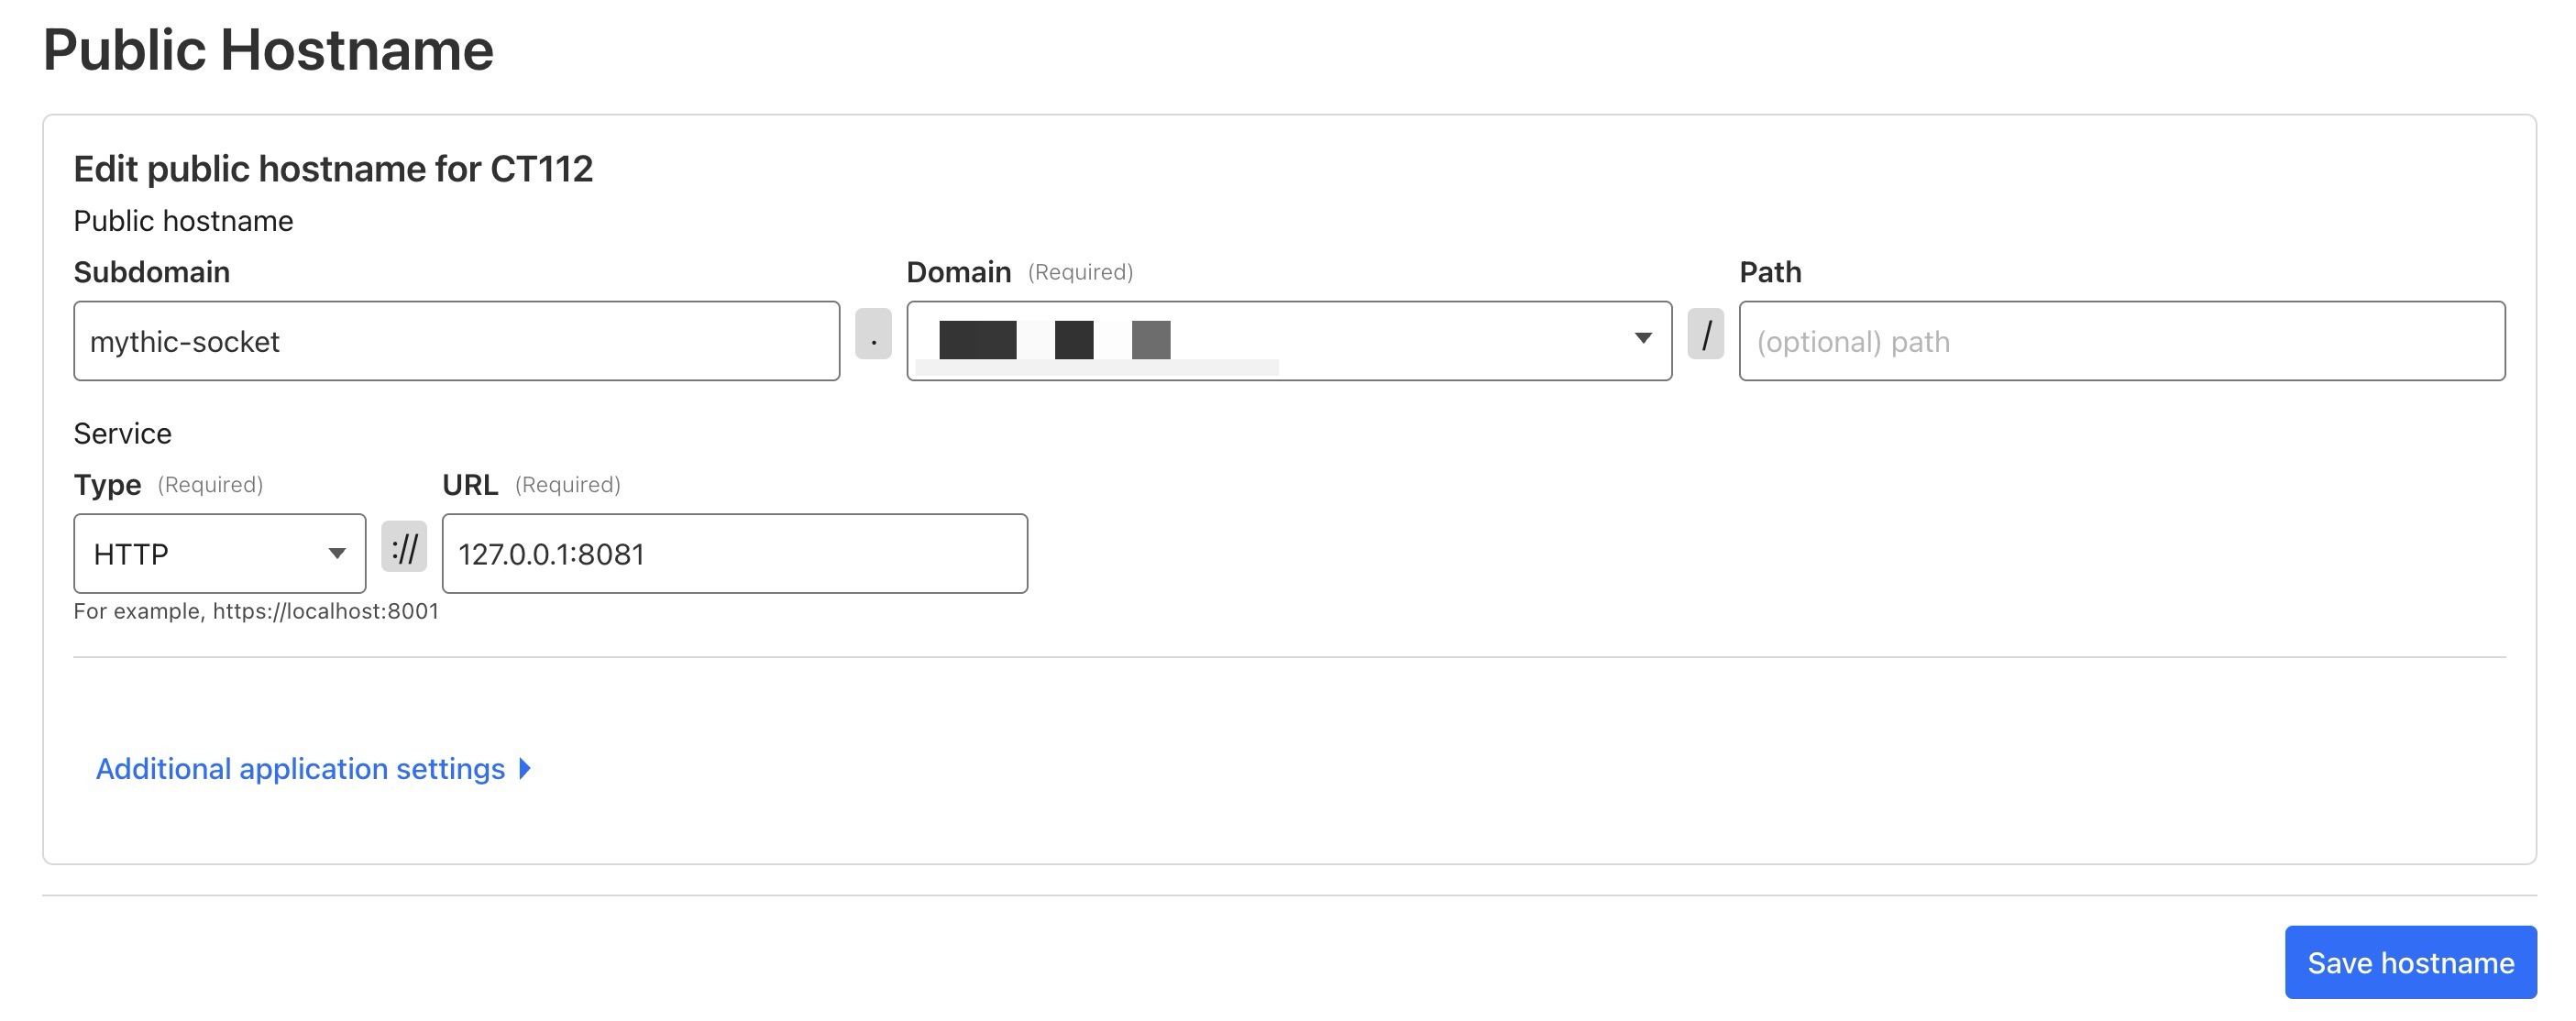 Public Hostname
Edit public hostname for CT112
Public hostname
Subdomain Domain (Required) Path
mythic-socket . / (optional) path
Service
Type (Required) URL (Required)
HTTP :// 127.0.0.1:8081
For example, https://localhost:8001
Additional application settings
Save hostname